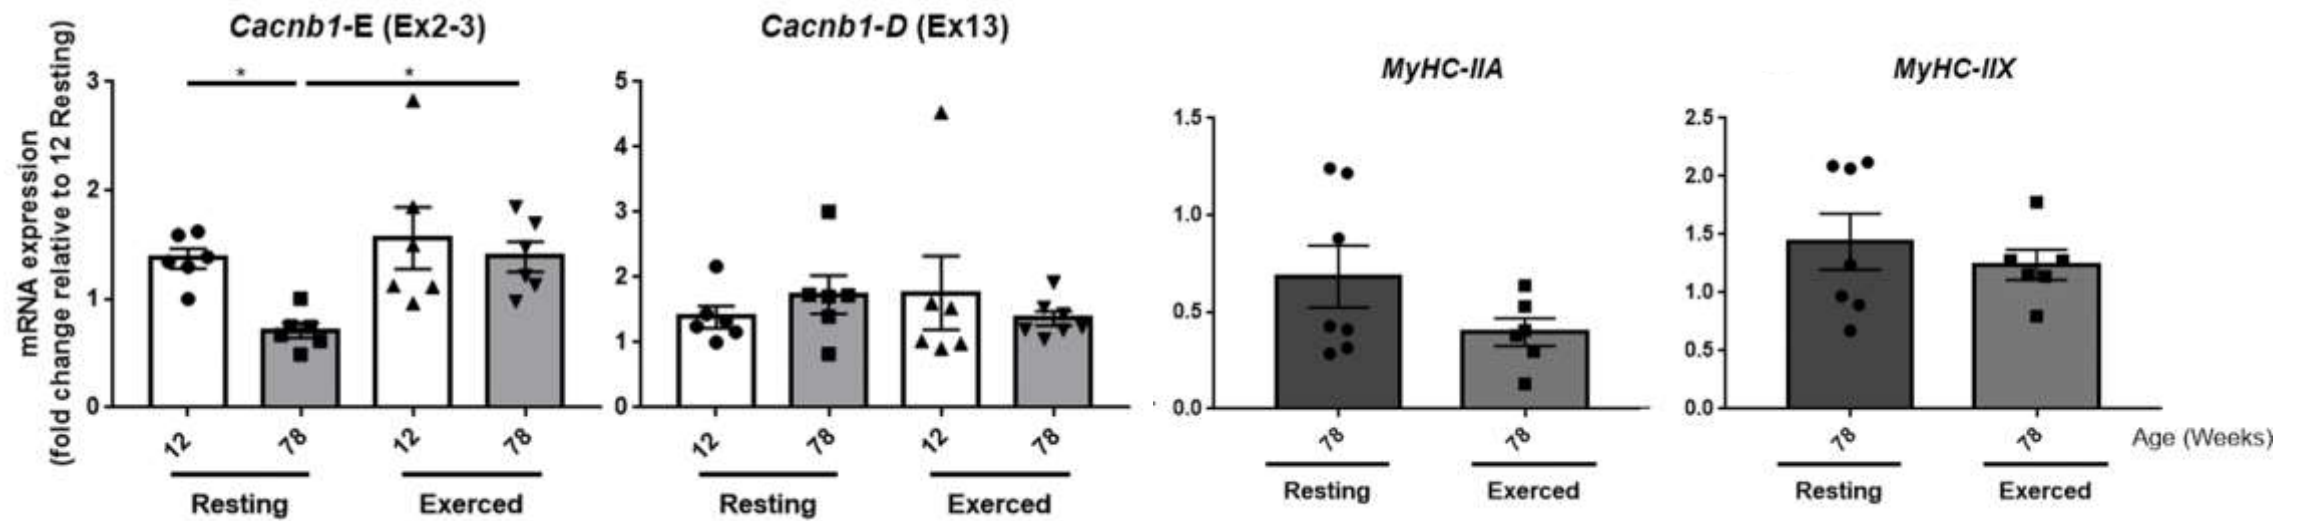 Cacnb1-E (Ex2-3)
mRNA expression
(fold change relative to 12 Resting)
3
2
1
0
*
*
12
78
12
78
Resting
Exerced
Cacnb1-D (Ex13)
5
4
3
2
1
0
12
78
12
78
Resting
Exerced
MyHC-IIA
1.5
1.0
0.5
0.0
78
78
Resting
Exerced
MyHC-IIX
2.5
2.0
1.5
1.0
0.5
0.0
78
78
Age (Weeks)
Resting
Exerced